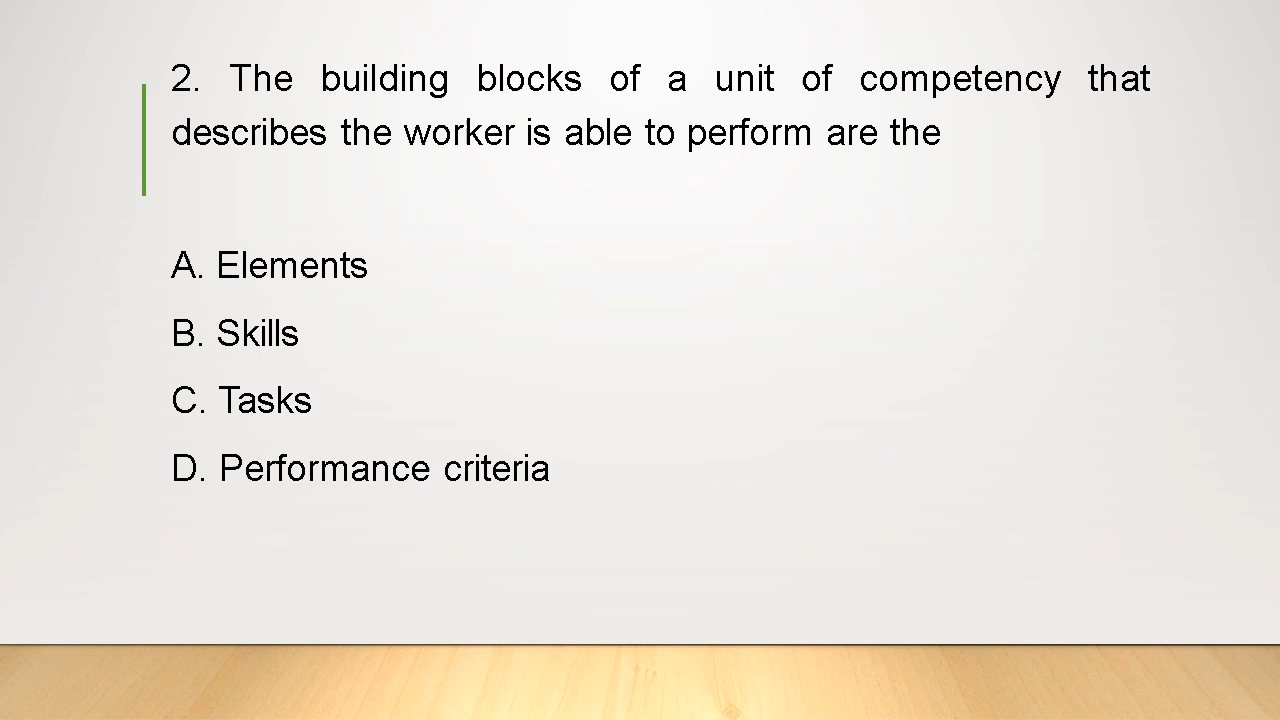 2. The building blocks of a unit of competency that
describes the worker is able to perform are the
A. Elements
B. Skills
C. Tasks
D. Performance criteria